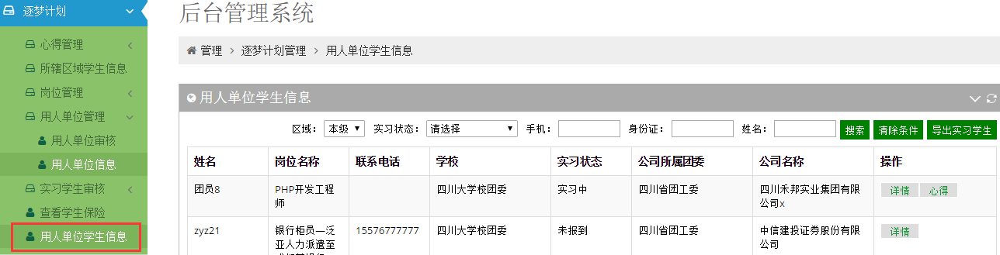 逐梦计划
心得管理
所辖区域学生信息
岗位管理
用人单位管理
用人单位审核
用人单位信息
实习学生审核
查看学生保险
用人单位学生信息
后台管理系统
管理 > 逐梦计划管理 > 用人单位学生信息
用人单位学生信息
区域： 本级 实习状态： 请选择 手机： 身份证： 姓名： 搜索 清除条件 导出实习学生
姓名 岗位名称 联系电话 学校 实习状态 公司所属团委 公司名称 操作
团员8 PHP开发工程 四川大学校团委 实习中 四川省团工委 四川禾邦实业集团有限 详情 心得
师 公司x
zyz21 银行柜员—泛 15576777777 四川大学校团委 未报到 四川省团工委 中信建投证券股份有限 详情
亚人力派遣至 公司